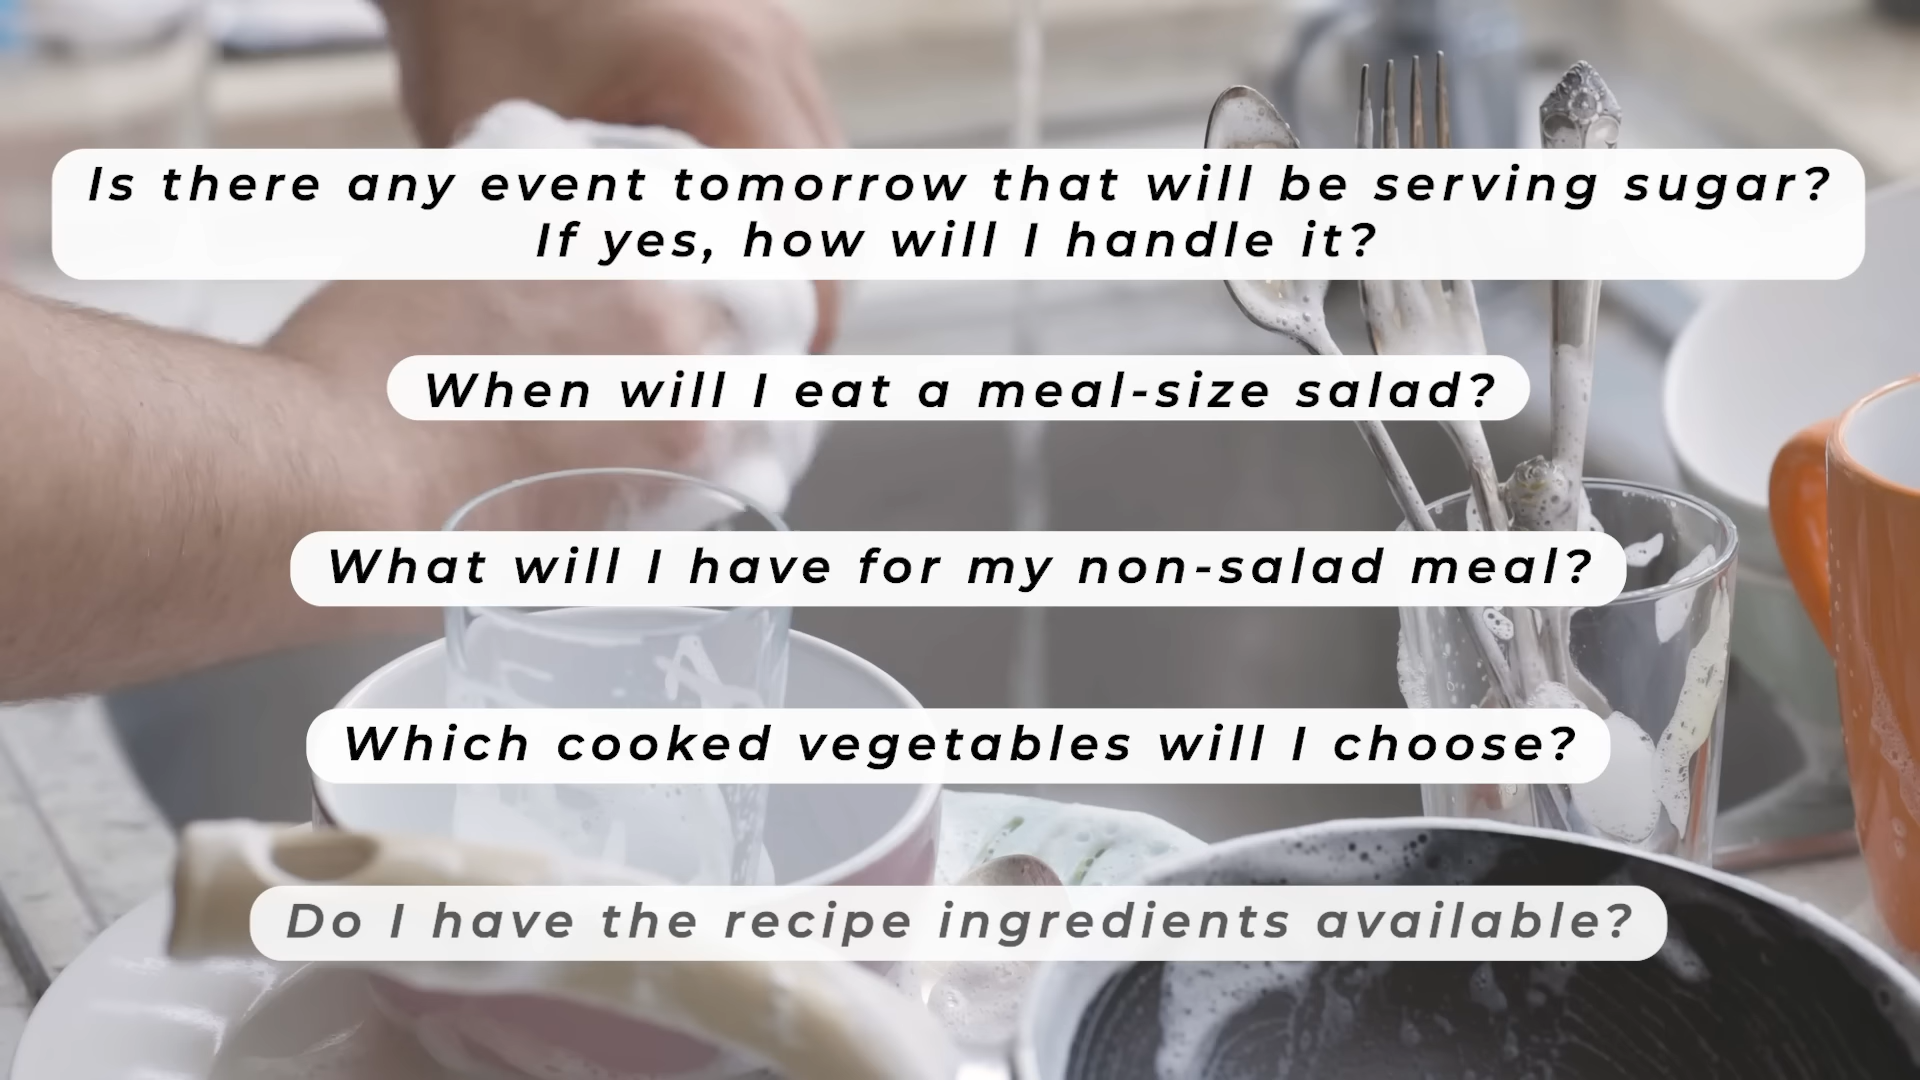 Is there any event tomorrow that will be serving sugar?
If yes, how will I handle it?
When will I eat a meal-size salad?
What will I have for my non-salad meal?
Which cooked vegetables will I choose?
Do I have the recipe ingredients available?